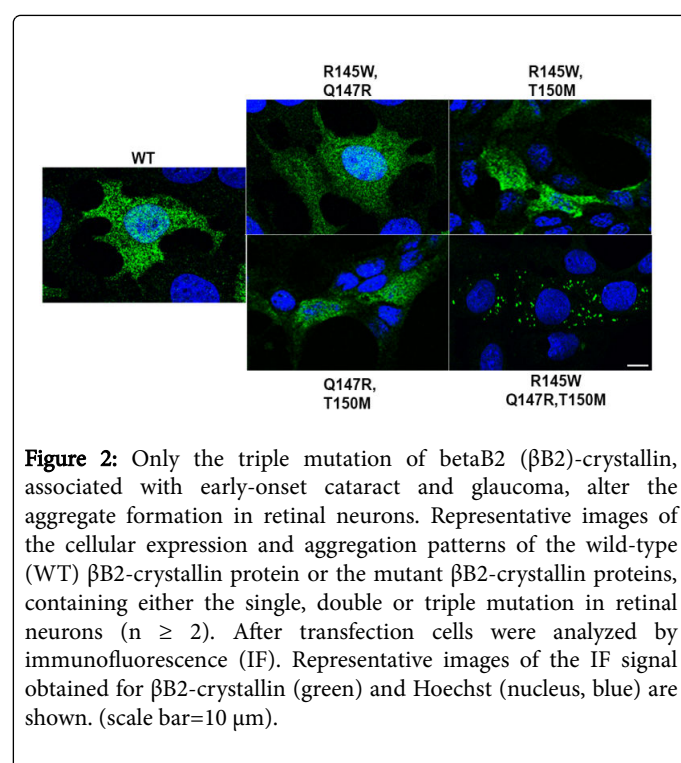 R145W,
Q147R
R145W,
T150M
WT
Q147R,
T150M
R145W
Q147R,T150M
Figure 2: Only the triple mutation of betaB2 (βB2)-crystallin,
associated with early-onset cataract and glaucoma, alter the
aggregate formation in retinal neurons. Representative images of
the cellular expression and aggregation patterns of the wild-type
(WT) βB2-crystallin protein or the mutant βB2-crystallin proteins,
containing either the single, double or triple mutation in retinal
neurons (n ≥ 2). After transfection cells were analyzed by
immunofluorescence (IF). Representative images of the IF signal
obtained for βB2-crystallin (green) and Hoechst (nucleus, blue) are
shown. (scale bar=10 μm).